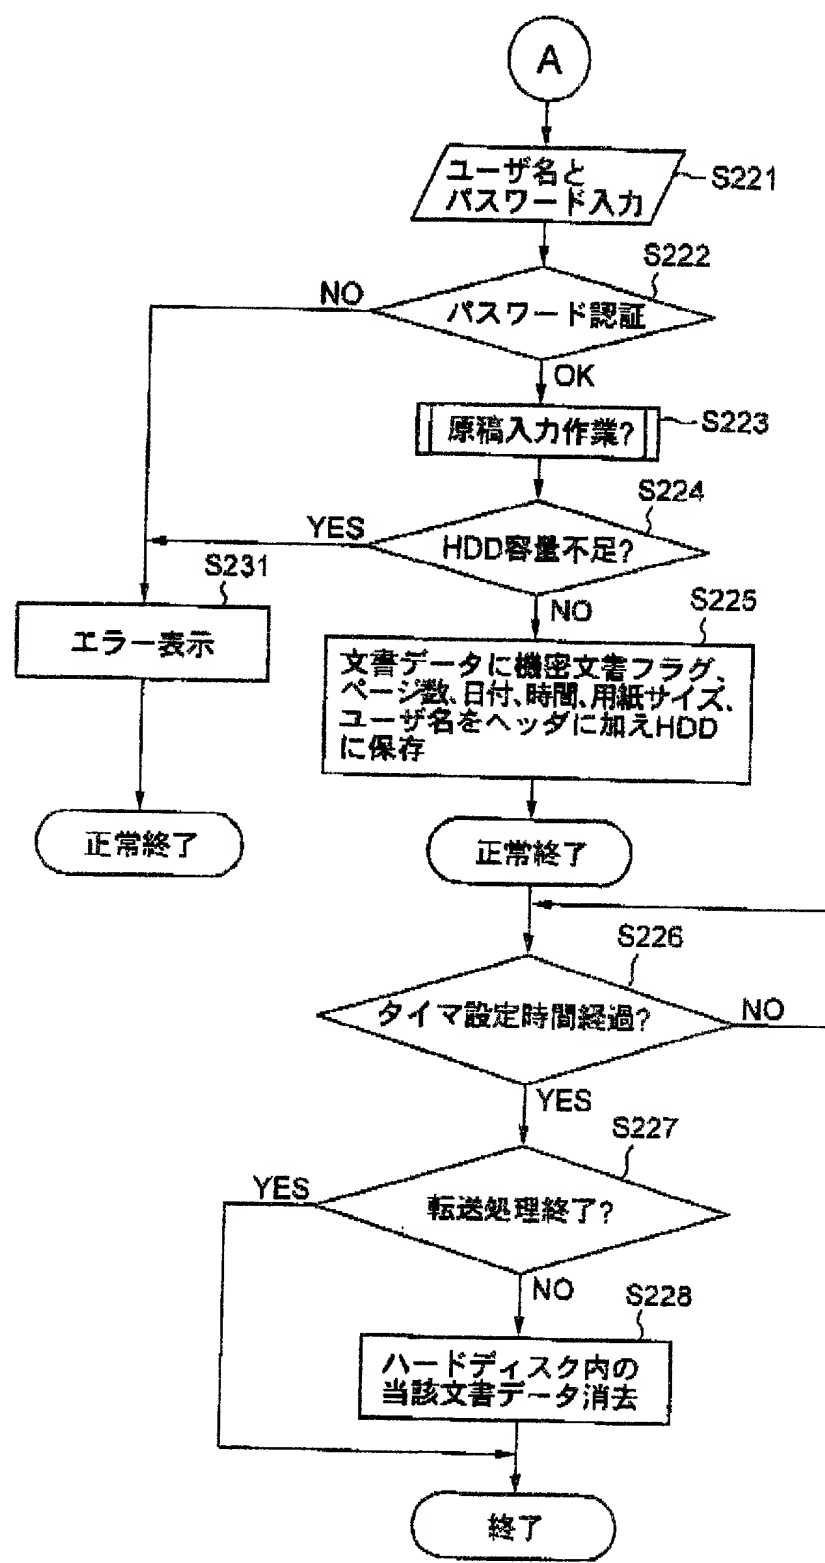 A
ユーザ名と
パスワード入力
S221
S222
NO
パスワード認証
OK
原稿入力作業?
S223
S224
YES
HDD容量不足?
S231
NO
S225
エラー表示
文書データに機密文書フラグ、
ページ数、日付、時間、用紙サイズ、
ユーザ名をヘッダに加えHDD
に保存
正常終了
正常終了
S226
タイマ設定時間経過?
NO
YES
S227
YES
転送処理終了?
NO
S228
ハードディスク内の
当該文書データ消去
終了